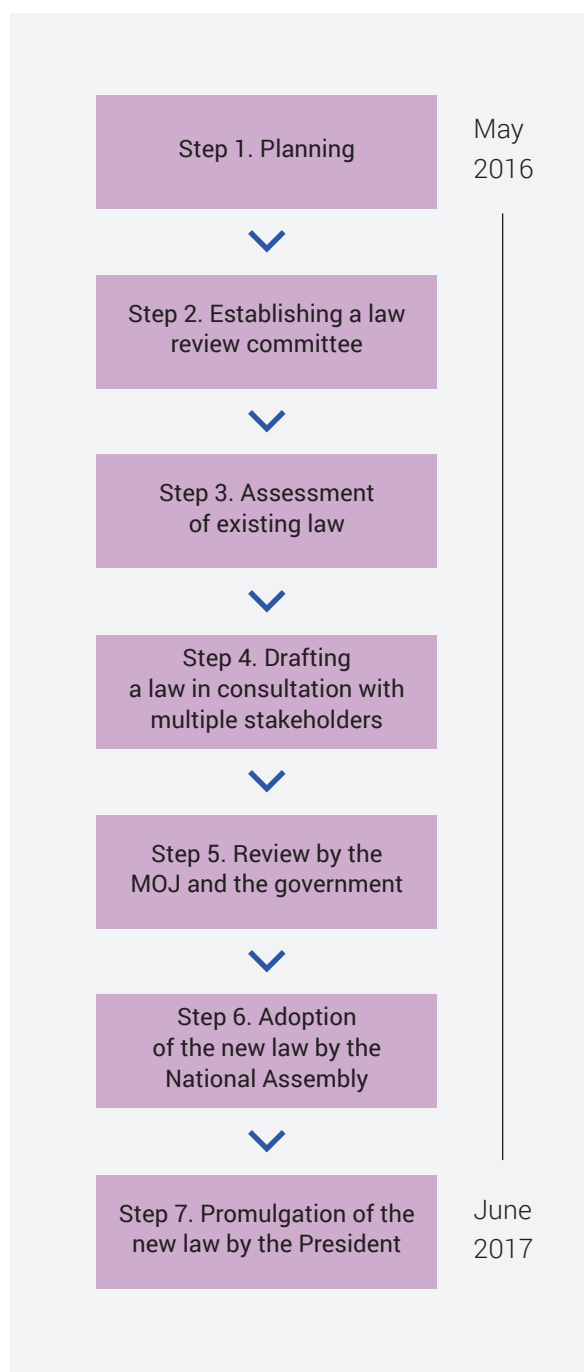 Step 1. Planning
May
2016
Step 2. Establishing a law
review committee
Step 3. Assessment
of existing law
Step 4. Drafting
a law in consultation with
multiple stakeholders
Step 5. Review by the
MOJ and the government
Step 6. Adoption
of the new law by the
National Assembly
Step 7. Promulgation of the
new law by the President
June
2017